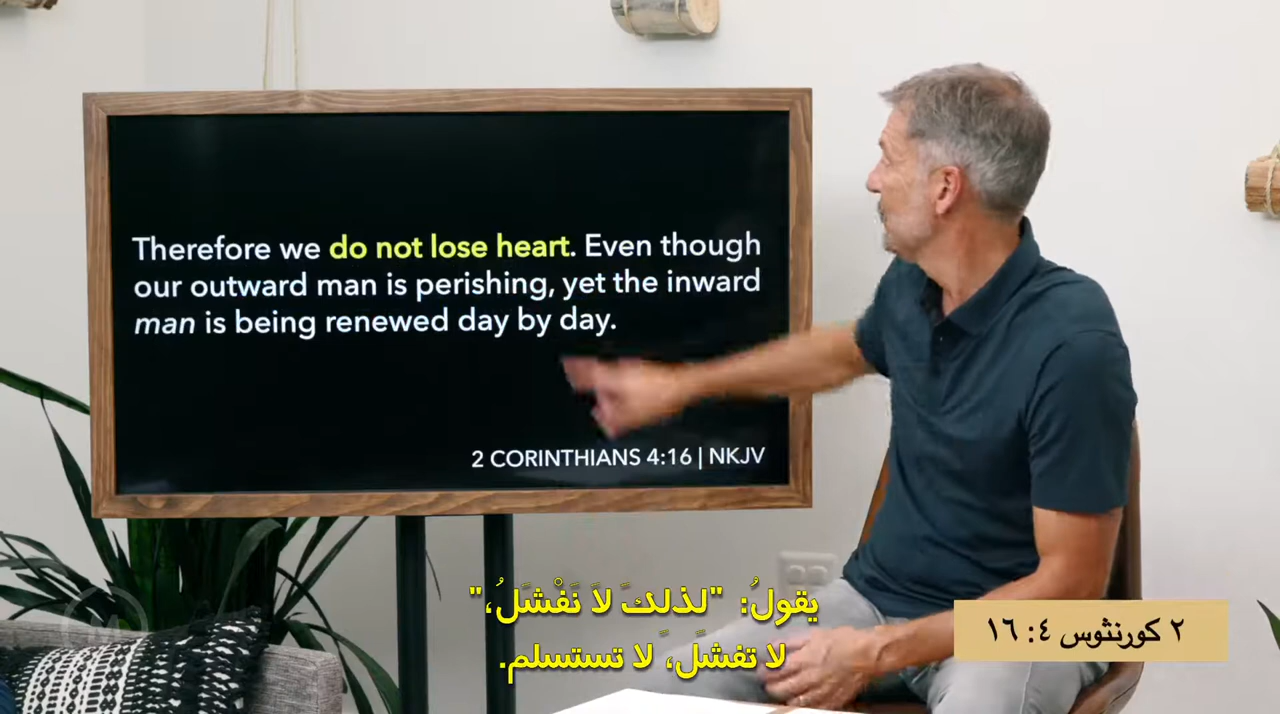 Therefore we do not lose heart. Even though
our outward man is perishing, yet the inward
man is being renewed day by day.
2 CORINTHIANS 4:16 | NKJV
يقولُ: "لذلكَ لاَ نَفْشَلُ،"
لا تفشَل، لا تستسلم.
٢ كورنثوس ٤: ١٦
M